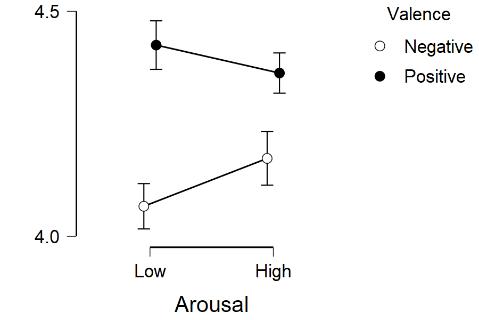 4.5
4.0
Low High
Arousal
Valence
Negative
Positive